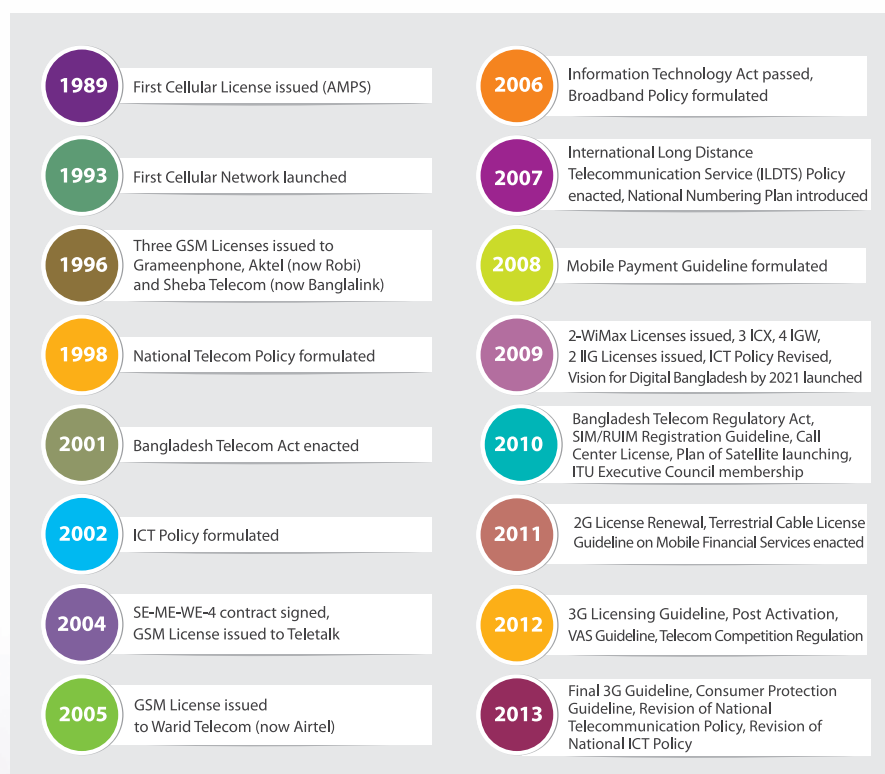 1989
First Cellular License issued (AMPS)
1993
First Cellular Network launched
1996
Three GSM Licenses issued to
Grameenphone, Aktel (now Robi)
and Sheba Telecom (now Banglalink)
1998
National Telecom Policy formulated
2001
Bangladesh Telecom Act enacted
2002
ICT Policy formulated
2004
SE-ME-WE-4 contract signed,
GSM License issued to Teletalk
2005
GSM License issued
to Warid Telecom (now Airtel)
2006
Information Technology Act passed,
Broadband Policy formulated
2007
International Long Distance
Telecommunication Service (ILDTS) Policy
enacted, National Numbering Plan introduced
2008
Mobile Payment Guideline formulated
2009
2-WiMax Licenses issued, 3 ICX, 4 IGW,
2 IIG Licenses issued, ICT Policy Revised,
Vision for Digital Bangladesh by 2021 launched
2010
Bangladesh Telecom Regulatory Act,
SIM/RUIM Registration Guideline, Call
Center License, Plan of Satellite launching,
ITU Executive Council membership
2011
2G License Renewal, Terrestrial Cable License
Guideline on Mobile Financial Services enacted
2012
3G Licensing Guideline, Post Activation,
VAS Guideline, Telecom Competition Regulation
2013
Final 3G Guideline, Consumer Protection
Guideline, Revision of National
Telecommunication Policy, Revision of
National ICT Policy